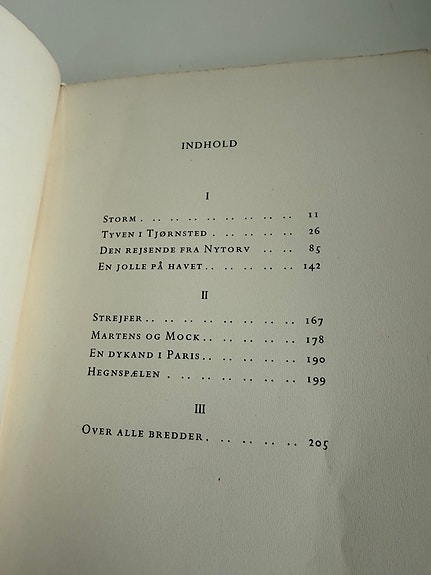 INDHOLD
I
STORM . . . . . . . . . . . . 11
TYVEN I TJØRNSTED . . . . . . . . 26
DEN REJSENDE FRA NYTORV . . . . 85
EN JOLLE PÅ HAVET . . . . . . . . . 142
II
STREJFER . . . . . . . . . . . . 167
MARTENS OG MOCK . . . . . . . . . 178
EN DYKAND I PARIS . . . . . . . . . 190
HEGNSPÆLEN . . . . . . . . . . . 199
III
OVER ALLE BREDDER . . . . . . . . 205